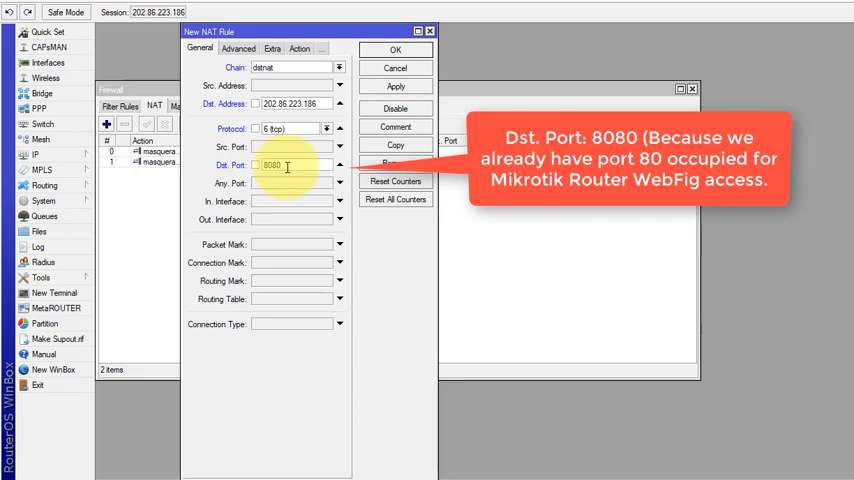 Safe Mode
Session:
202.86.223.186
Quick Set
CAPsMAN
Interfaces
Wireless
Bridge
PPP
Switch
Mesh
IP
MPLS
Routing
System
Queues
Files
Log
Radius
Tools
New Terminal
MetaROUTER
Partition
Make Supout.rif
Manual
New WinBox
Exit
RouterOS WinBox
Firewall
Filter Rules
NAT
#
Action
0
masquera...
1
masquera...
2 items
New NAT Rule
General
Advanced
Extra
Action
...
Chain:
dstnat
Src. Address:
Dst. Address:
202.86.223.186
Protocol:
6 (tcp)
Src. Port:
Dst. Port:
8080
Any. Port:
In. Interface:
Out. Interface:
Packet Mark:
Connection Mark:
Routing Mark:
Routing Table:
Connection Type:
OK
Cancel
Apply
Disable
Comment
Copy
Reset Counters
Reset All Counters
Dst. Port: 8080 (Because we
already have port 80 occupied for
Mikrotik Router WebFig access.